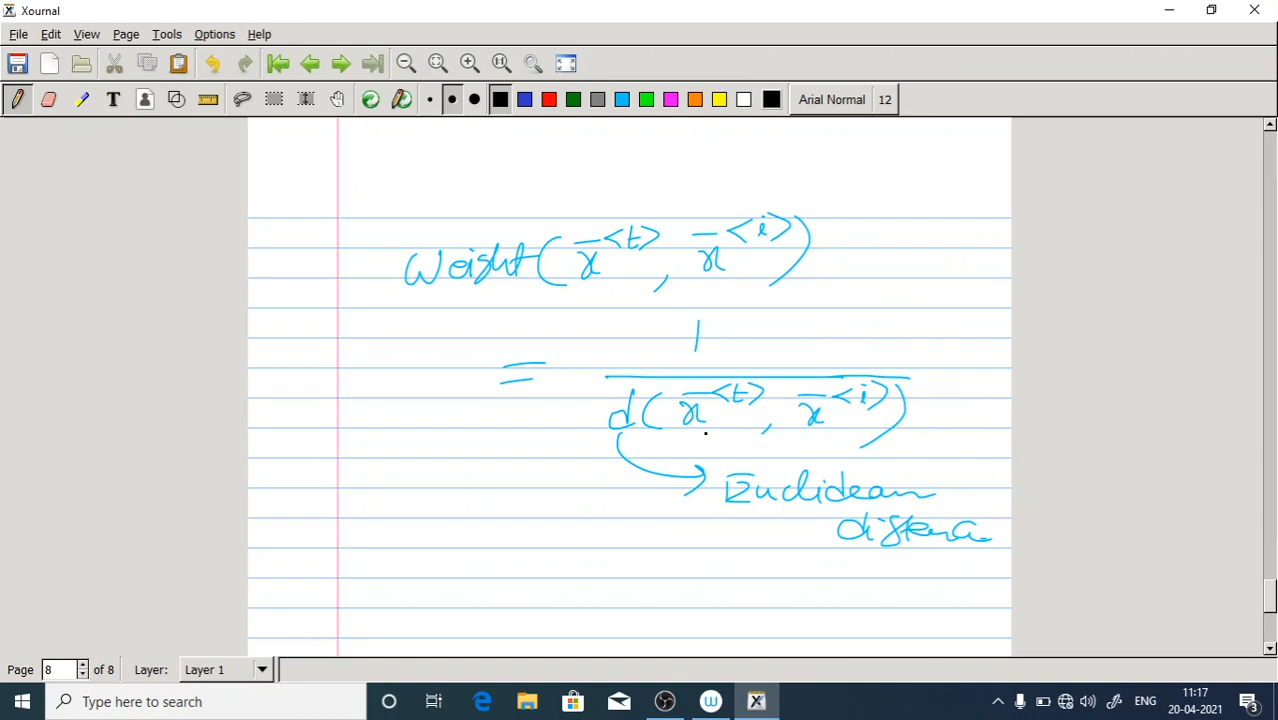 Xournal
File Edit View Page Tools Options Help
Arial Normal 12
Weight( x̄<t>, x̄<i>)
= 1
d( x̄<t>, x̄<i>)
Euclidean
distance
Page 8 of 8 Layer: Layer 1
Type here to search
ENG
11:17
20-04-2021
3